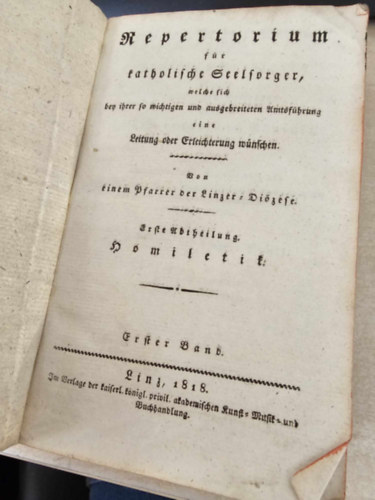 Repertorium
für
katholische Seelsorger,
welche sich
bey ihrer so wichtigen und ausgebreiteten Amtsführung
eine
Leitung oder Erleichterung wünschen.
Von
einem Pfarrer der Linzer-Diözese.
Erste Abtheilung.
Homiletik.
Erster Band.
Linz, 1818.
Im Verlage der kaiserl. königl. privil. akademischen Kunst- Musik- und
Buchhandlung.